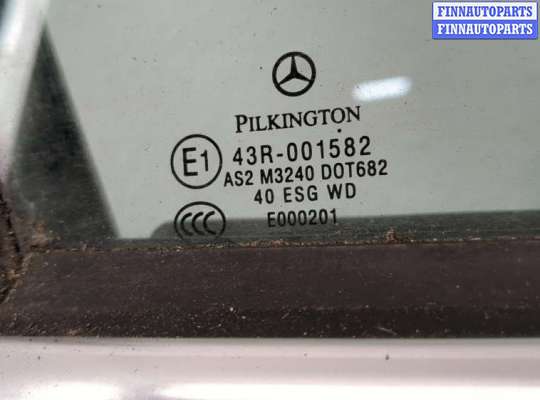 FINNAUTOPARTS
FINNAUTOPARTS
PILKINGTON
E1 43R-001582
AS2 M3240 DOT682
40 ESG WD
CCC E000201